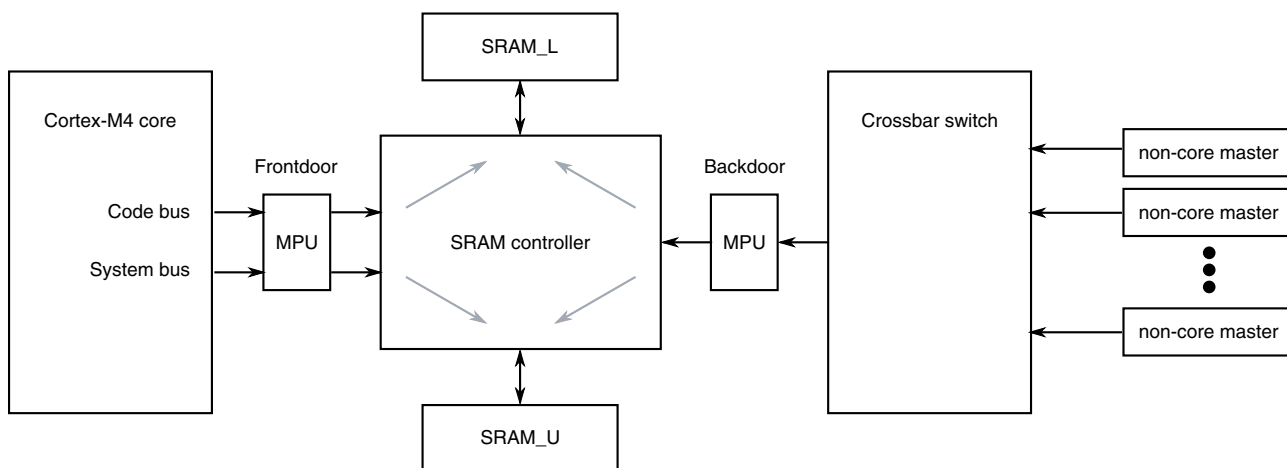 SRAM_L
Cortex-M4 core
Crossbar switch
non-core master
Frontdoor
Backdoor
Code bus
non-core master
MPU
SRAM controller
MPU
System bus
non-core master
SRAM_U